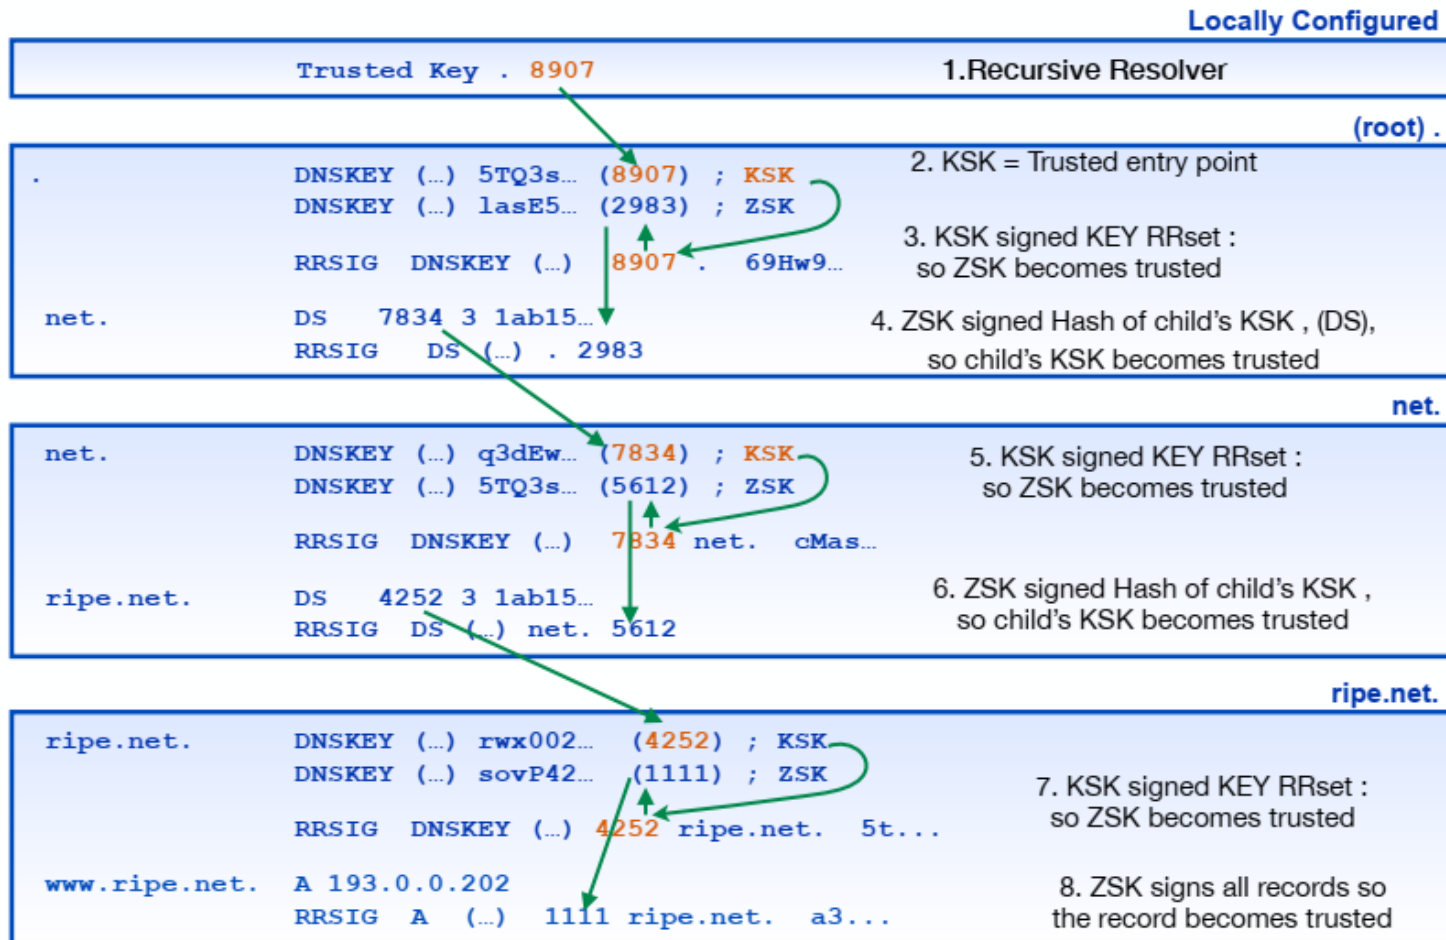 Locally Configured
Trusted Key . 8907
1.Recursive Resolver
(root) .
. DNSKEY (…) 5TQ3s… (8907) ; KSK
2. KSK = Trusted entry point
DNSKEY (…) lasE5… (2983) ; ZSK
3. KSK signed KEY RRset :
so ZSK becomes trusted
RRSIG DNSKEY (…) 8907 . 69Hw9…
net. DS 7834 3 1ab15…
4. ZSK signed Hash of child's KSK , (DS),
so child's KSK becomes trusted
RRSIG DS (…) . 2983
net.
net. DNSKEY (…) q3dEw… (7834) ; KSK
DNSKEY (…) 5TQ3s… (5612) ; ZSK
5. KSK signed KEY RRset :
so ZSK becomes trusted
RRSIG DNSKEY (…) 7834 net. cMas…
ripe.net. DS 4252 3 1ab15…
RRSIG DS (…) net. 5612
6. ZSK signed Hash of child's KSK ,
so child's KSK becomes trusted
ripe.net.
ripe.net. DNSKEY (…) rwx002… (4252) ; KSK
DNSKEY (…) sovP42… (1111) ; ZSK
7. KSK signed KEY RRset :
so ZSK becomes trusted
RRSIG DNSKEY (…) 4252 ripe.net. 5t...
www.ripe.net. A 193.0.0.202
RRSIG A (…) 1111 ripe.net. a3...
8. ZSK signs all records so
the record becomes trusted